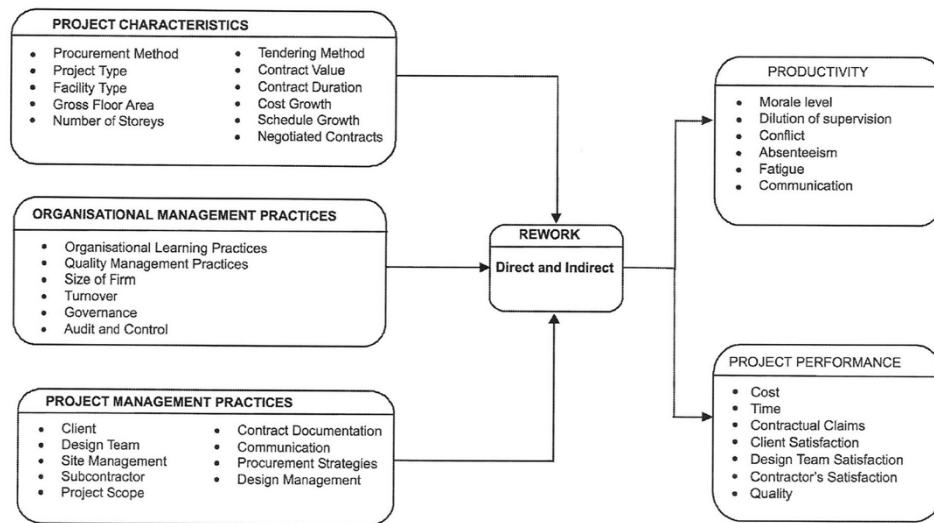 PROJECT CHARACTERISTICS
• Procurement Method
• Project Type
• Facility Type
• Gross Floor Area
• Number of Storeys
• Tendering Method
• Contract Value
• Contract Duration
• Cost Growth
• Schedule Growth
• Negotiated Contracts
ORGANISATIONAL MANAGEMENT PRACTICES
• Organisational Learning Practices
• Quality Management Practices
• Size of Firm
• Turnover
• Governance
• Audit and Control
PROJECT MANAGEMENT PRACTICES
• Client
• Design Team
• Site Management
• Subcontractor
• Project Scope
• Contract Documentation
• Communication
• Procurement Strategies
• Design Management
REWORK
Direct and Indirect
PRODUCTIVITY
• Morale level
• Dilution of supervision
• Conflict
• Absenteeism
• Fatigue
• Communication
PROJECT PERFORMANCE
• Cost
• Time
• Contractual Claims
• Client Satisfaction
• Design Team Satisfaction
• Contractor's Satisfaction
• Quality